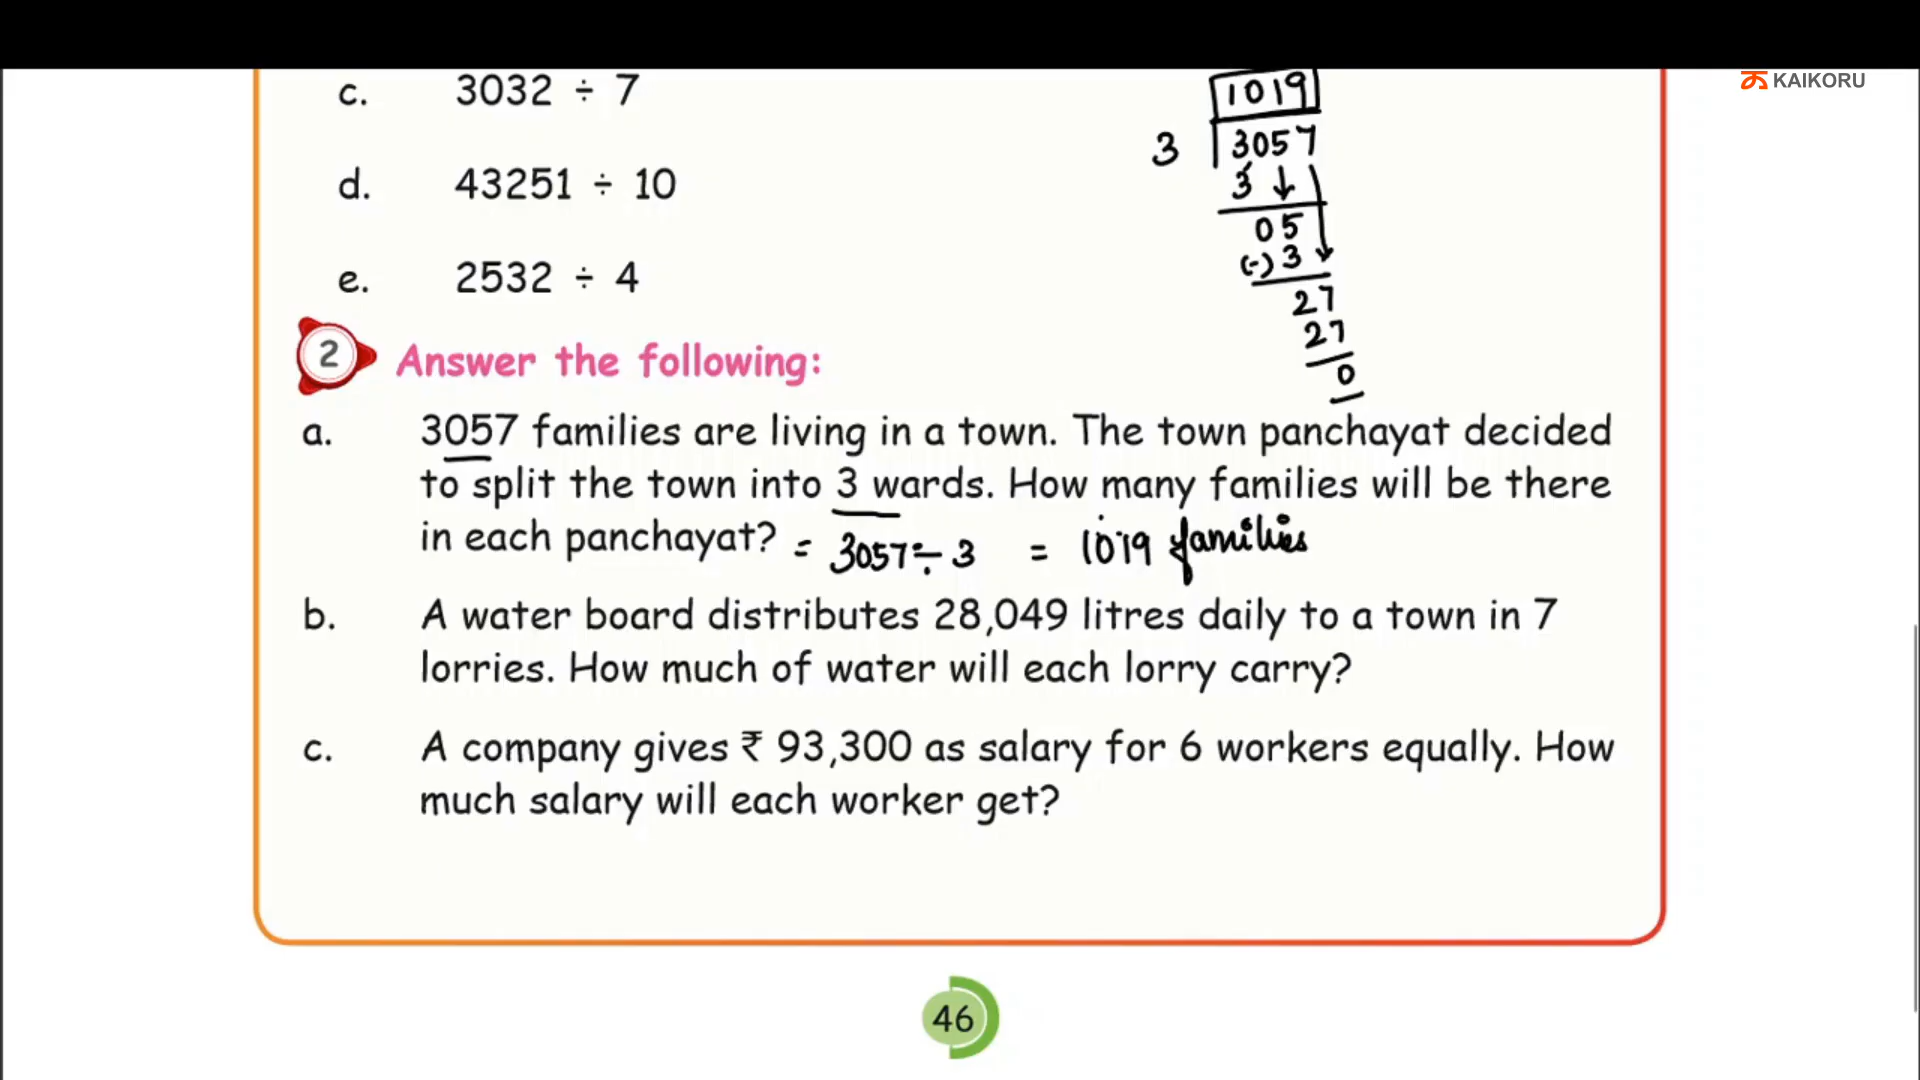 KAIKORU
c. 3032 ÷ 7
1019
3 3057
3
d. 43251 ÷ 10
05
(-) 3
e. 2532 ÷ 4
27
27
0
2 Answer the following:
a. 3057 families are living in a town. The town panchayat decided
to split the town into 3 wards. How many families will be there
in each panchayat? = 3057 ÷ 3 = 1019 families
b. A water board distributes 28,049 litres daily to a town in 7
lorries. How much of water will each lorry carry?
c. A company gives ₹ 93,300 as salary for 6 workers equally. How
much salary will each worker get?
46